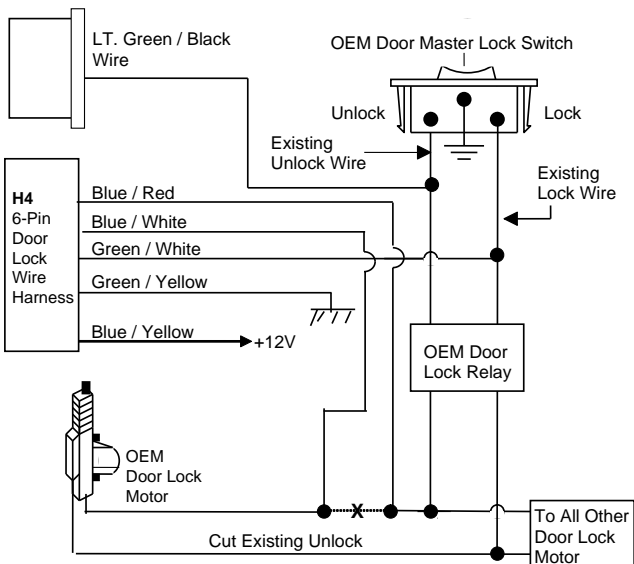 LT. Green / Black
Wire
OEM Door Master Lock Switch
Unlock
Lock
Existing
Unlock Wire
Existing
Lock Wire
H4
6-Pin
Door
Lock
Wire
Harness
Blue / Red
Blue / White
Green / White
Green / Yellow
Blue / Yellow
+12V
OEM Door
Lock Relay
OEM
Door Lock
Motor
X
Cut Existing Unlock
To All Other
Door Lock
Motor